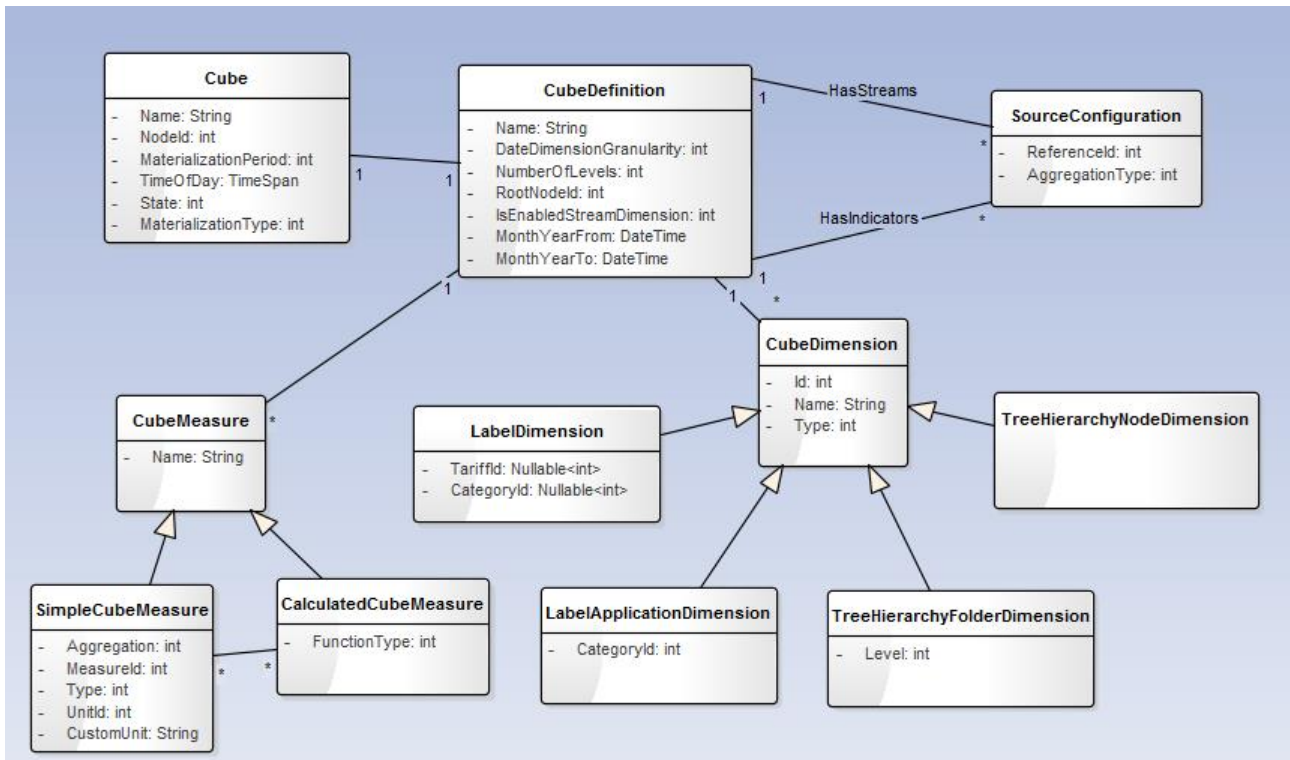 Cube
- Name: String
- NodeId: int
- MaterializationPeriod: int
- TimeOfDay: TimeSpan
- State: int
- MaterializationType: int
1
1
CubeDefinition
- Name: String
- DateDimensionGranularity: int
- NumberOfLevels: int
- RootNodeId: int
- IsEnabledStreamDimension: int
- MonthYearFrom: DateTime
- MonthYearTo: DateTime
1
HasStreams
*
SourceConfiguration
- ReferenceId: int
- AggregationType: int
HasIndicators
*
1
1
*
1
*
CubeDimension
- Id: int
- Name: String
- Type: int
CubeMeasure
- Name: String
LabelDimension
- TariffId: Nullable<int>
- CategoryId: Nullable<int>
TreeHierarchyNodeDimension
SimpleCubeMeasure
- Aggregation: int
- MeasureId: int
- Type: int
- UnitId: int
- CustomUnit: String
*
*
CalculatedCubeMeasure
- FunctionType: int
LabelApplicationDimension
- CategoryId: int
TreeHierarchyFolderDimension
- Level: int